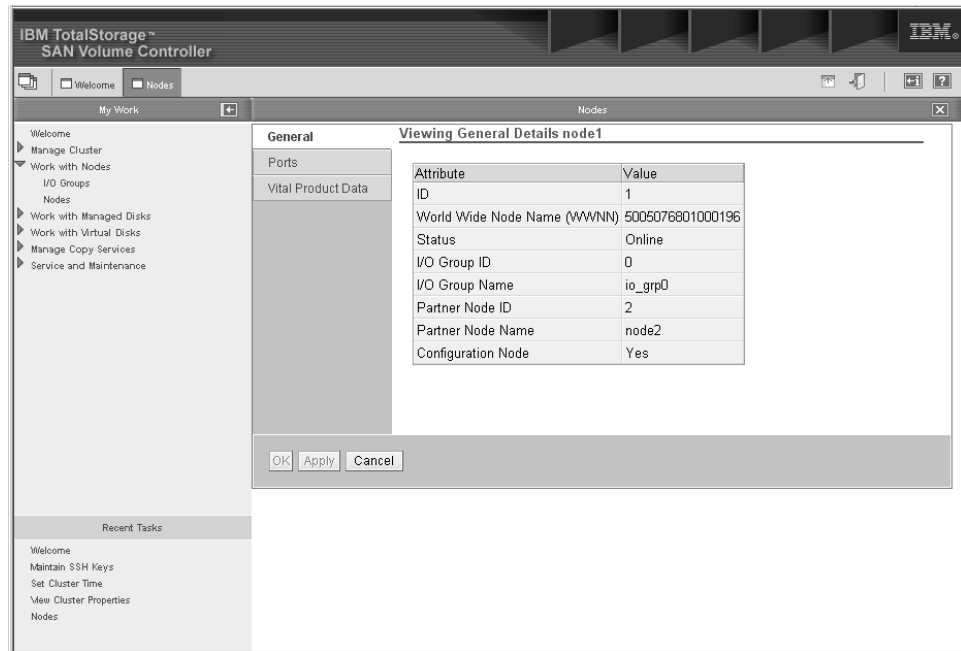 IBM TotalStorage™
SAN Volume Controller
IBM®
Welcome
Nodes
?
My Work
Nodes
Welcome
Manage Cluster
Work with Nodes
I/O Groups
Nodes
Work with Managed Disks
Work with Virtual Disks
Manage Copy Services
Service and Maintenance
General
Ports
Vital Product Data
Viewing General Details node1
Attribute Value
ID 1
World Wide Node Name (WWNN) 5005076801000196
Status Online
I/O Group ID 0
I/O Group Name io_grp0
Partner Node ID 2
Partner Node Name node2
Configuration Node Yes
OK Apply Cancel
Recent Tasks
Welcome
Maintain SSH Keys
Set Cluster Time
View Cluster Properties
Nodes